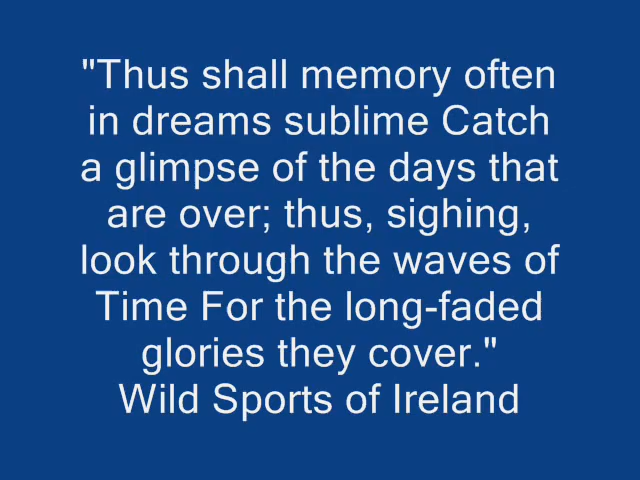 "Thus shall memory often
in dreams sublime Catch
a glimpse of the days that
are over; thus, sighing,
look through the waves of
Time For the long-faded
glories they cover."
Wild Sports of Ireland